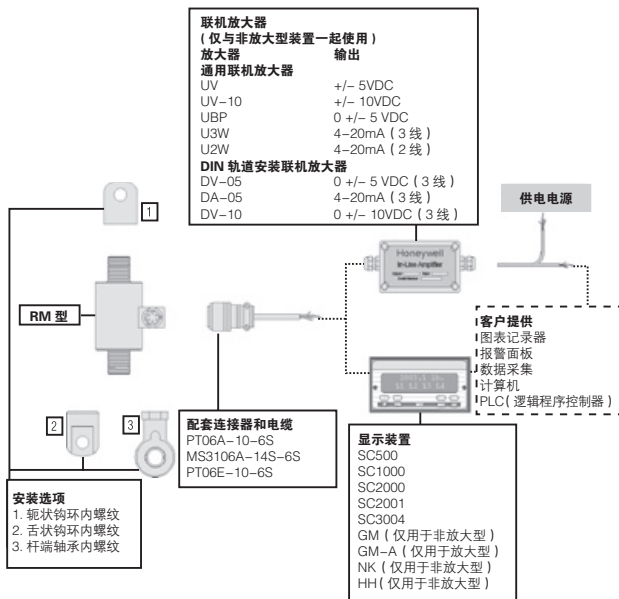 联机放大器
(仅与非放大型装置一起使用)
放大器 输出
通用联机放大器
UV +/- 5VDC
UV-10 +/- 10VDC
UBP 0 +/- 5 VDC
U3W 4-20mA(3 线)
U2W 4-20mA(2 线)
DIN 轨道安装联机放大器
DV-05 0 +/- 5 VDC(3 线)
DA-05 4-20mA(3 线)
DV-10 0 +/- 10VDC(3 线)
供电电源
1
Honeywell
In-Line Amplifier
RM 型
客户提供
图表记录器
报警面板
数据采集
计算机
PLC(逻辑程序控制器)
2
3
配套连接器和电缆
PT06A-10-6S
MS3106A-14S-6S
PT06E-10-6S
显示装置
SC500
SC1000
SC2000
SC2001
SC3004
GM(仅用于非放大型)
GM-A(仅用于放大型)
NK(仅用于非放大型)
HH(仅用于非放大型)
安装选项
1. 轭状钩环内螺纹
2. 舌状钩环内螺纹
3. 杆端轴承内螺纹